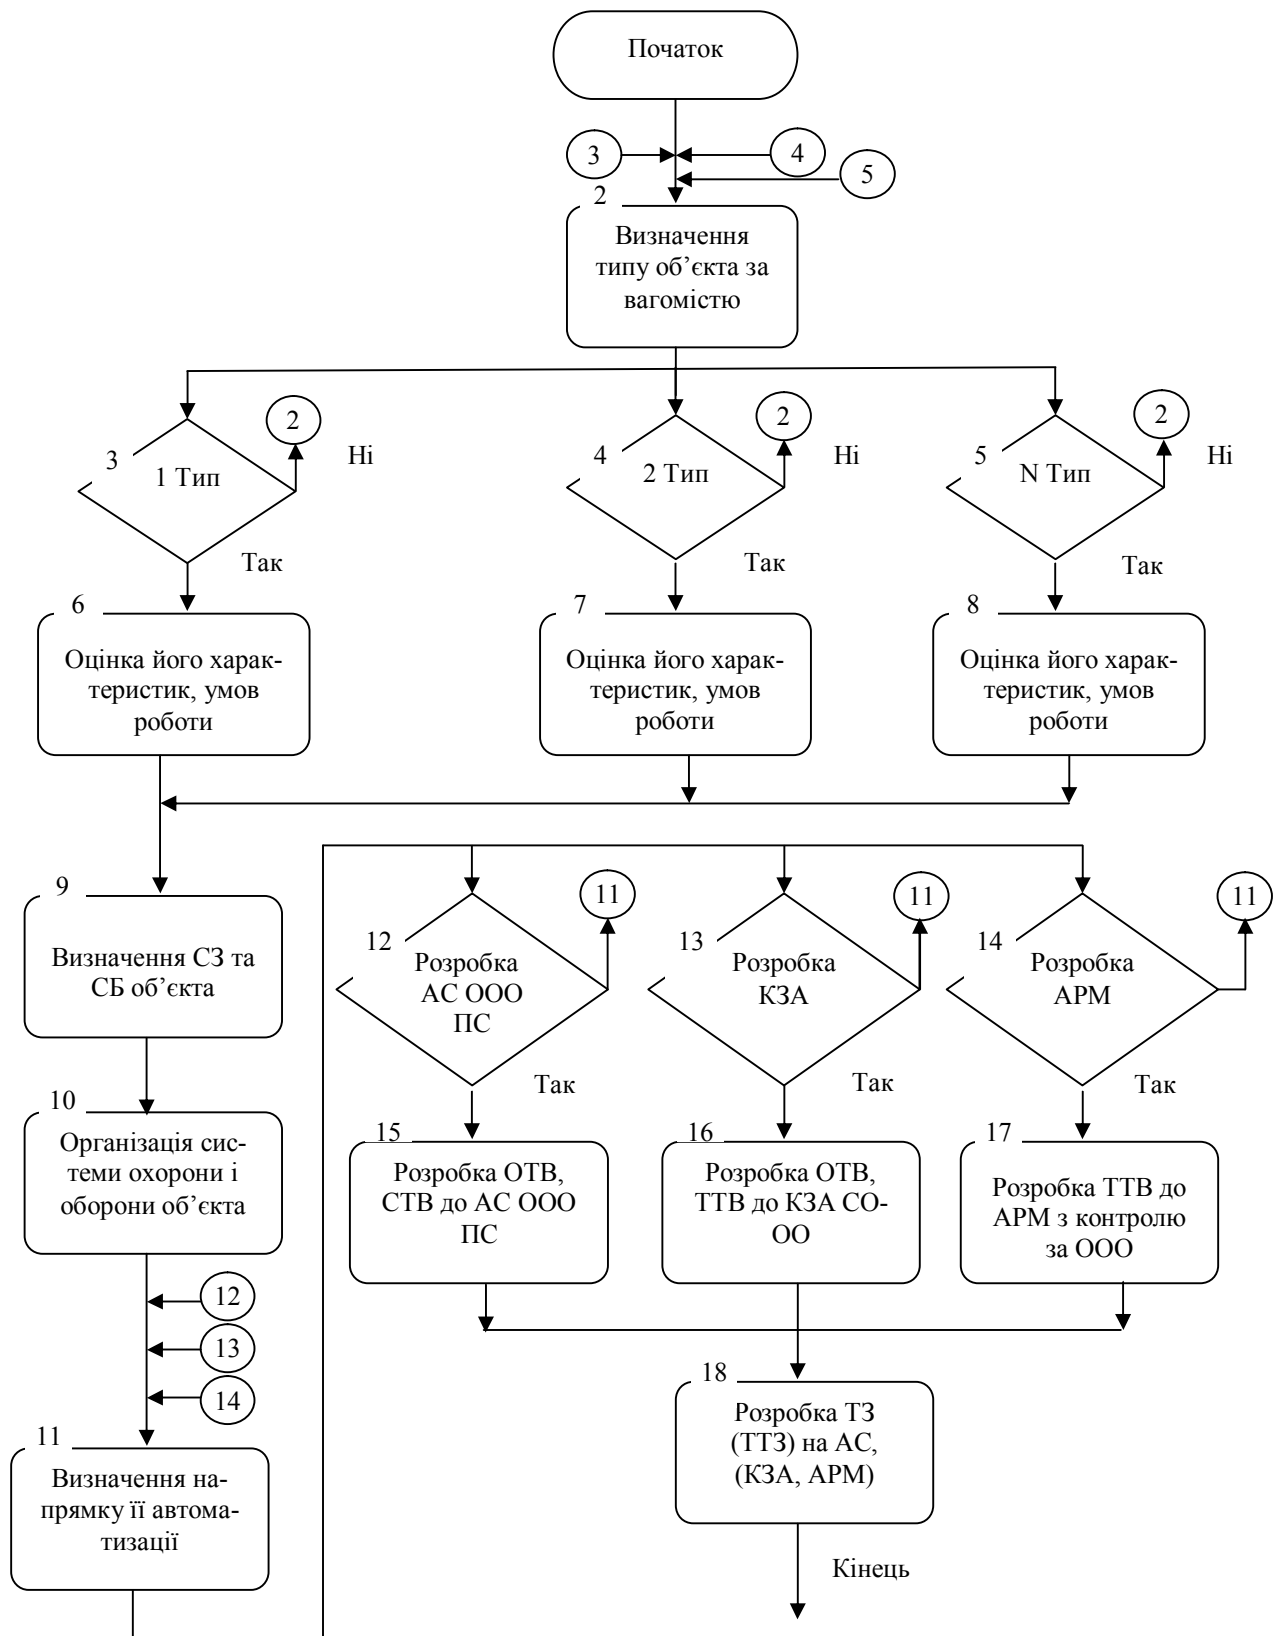 Початок
3
4
5
2
Визначення
типу об’єкта за
вагомістю
2
2
2
3
1 Тип
Ні
4
2 Тип
Ні
5
N Тип
Ні
Так
Так
Так
6
Оцінка його харак-
теристик, умов
роботи
7
Оцінка його харак-
теристик, умов
роботи
8
Оцінка його харак-
теристик, умов
роботи
9
Визначення СЗ та
СБ об’єкта
10
Організація сис-
теми охорони і
оборони об’єкта
12
13
14
11
Визначення на-
прямку її автома-
тизації
11
11
11
12
Розробка
АС ООО
ПС
13
Розробка
КЗА
14
Розробка
АРМ
Так
Так
Так
15
Розробка ОТВ,
СТВ до АС ООО
ПС
16
Розробка ОТВ,
ТТВ до КЗА СО-
ОО
17
Розробка ТТВ до
АРМ з контролю
за ООО
18
Розробка ТЗ
(ТТЗ) на АС,
(КЗА, АРМ)
Кінець